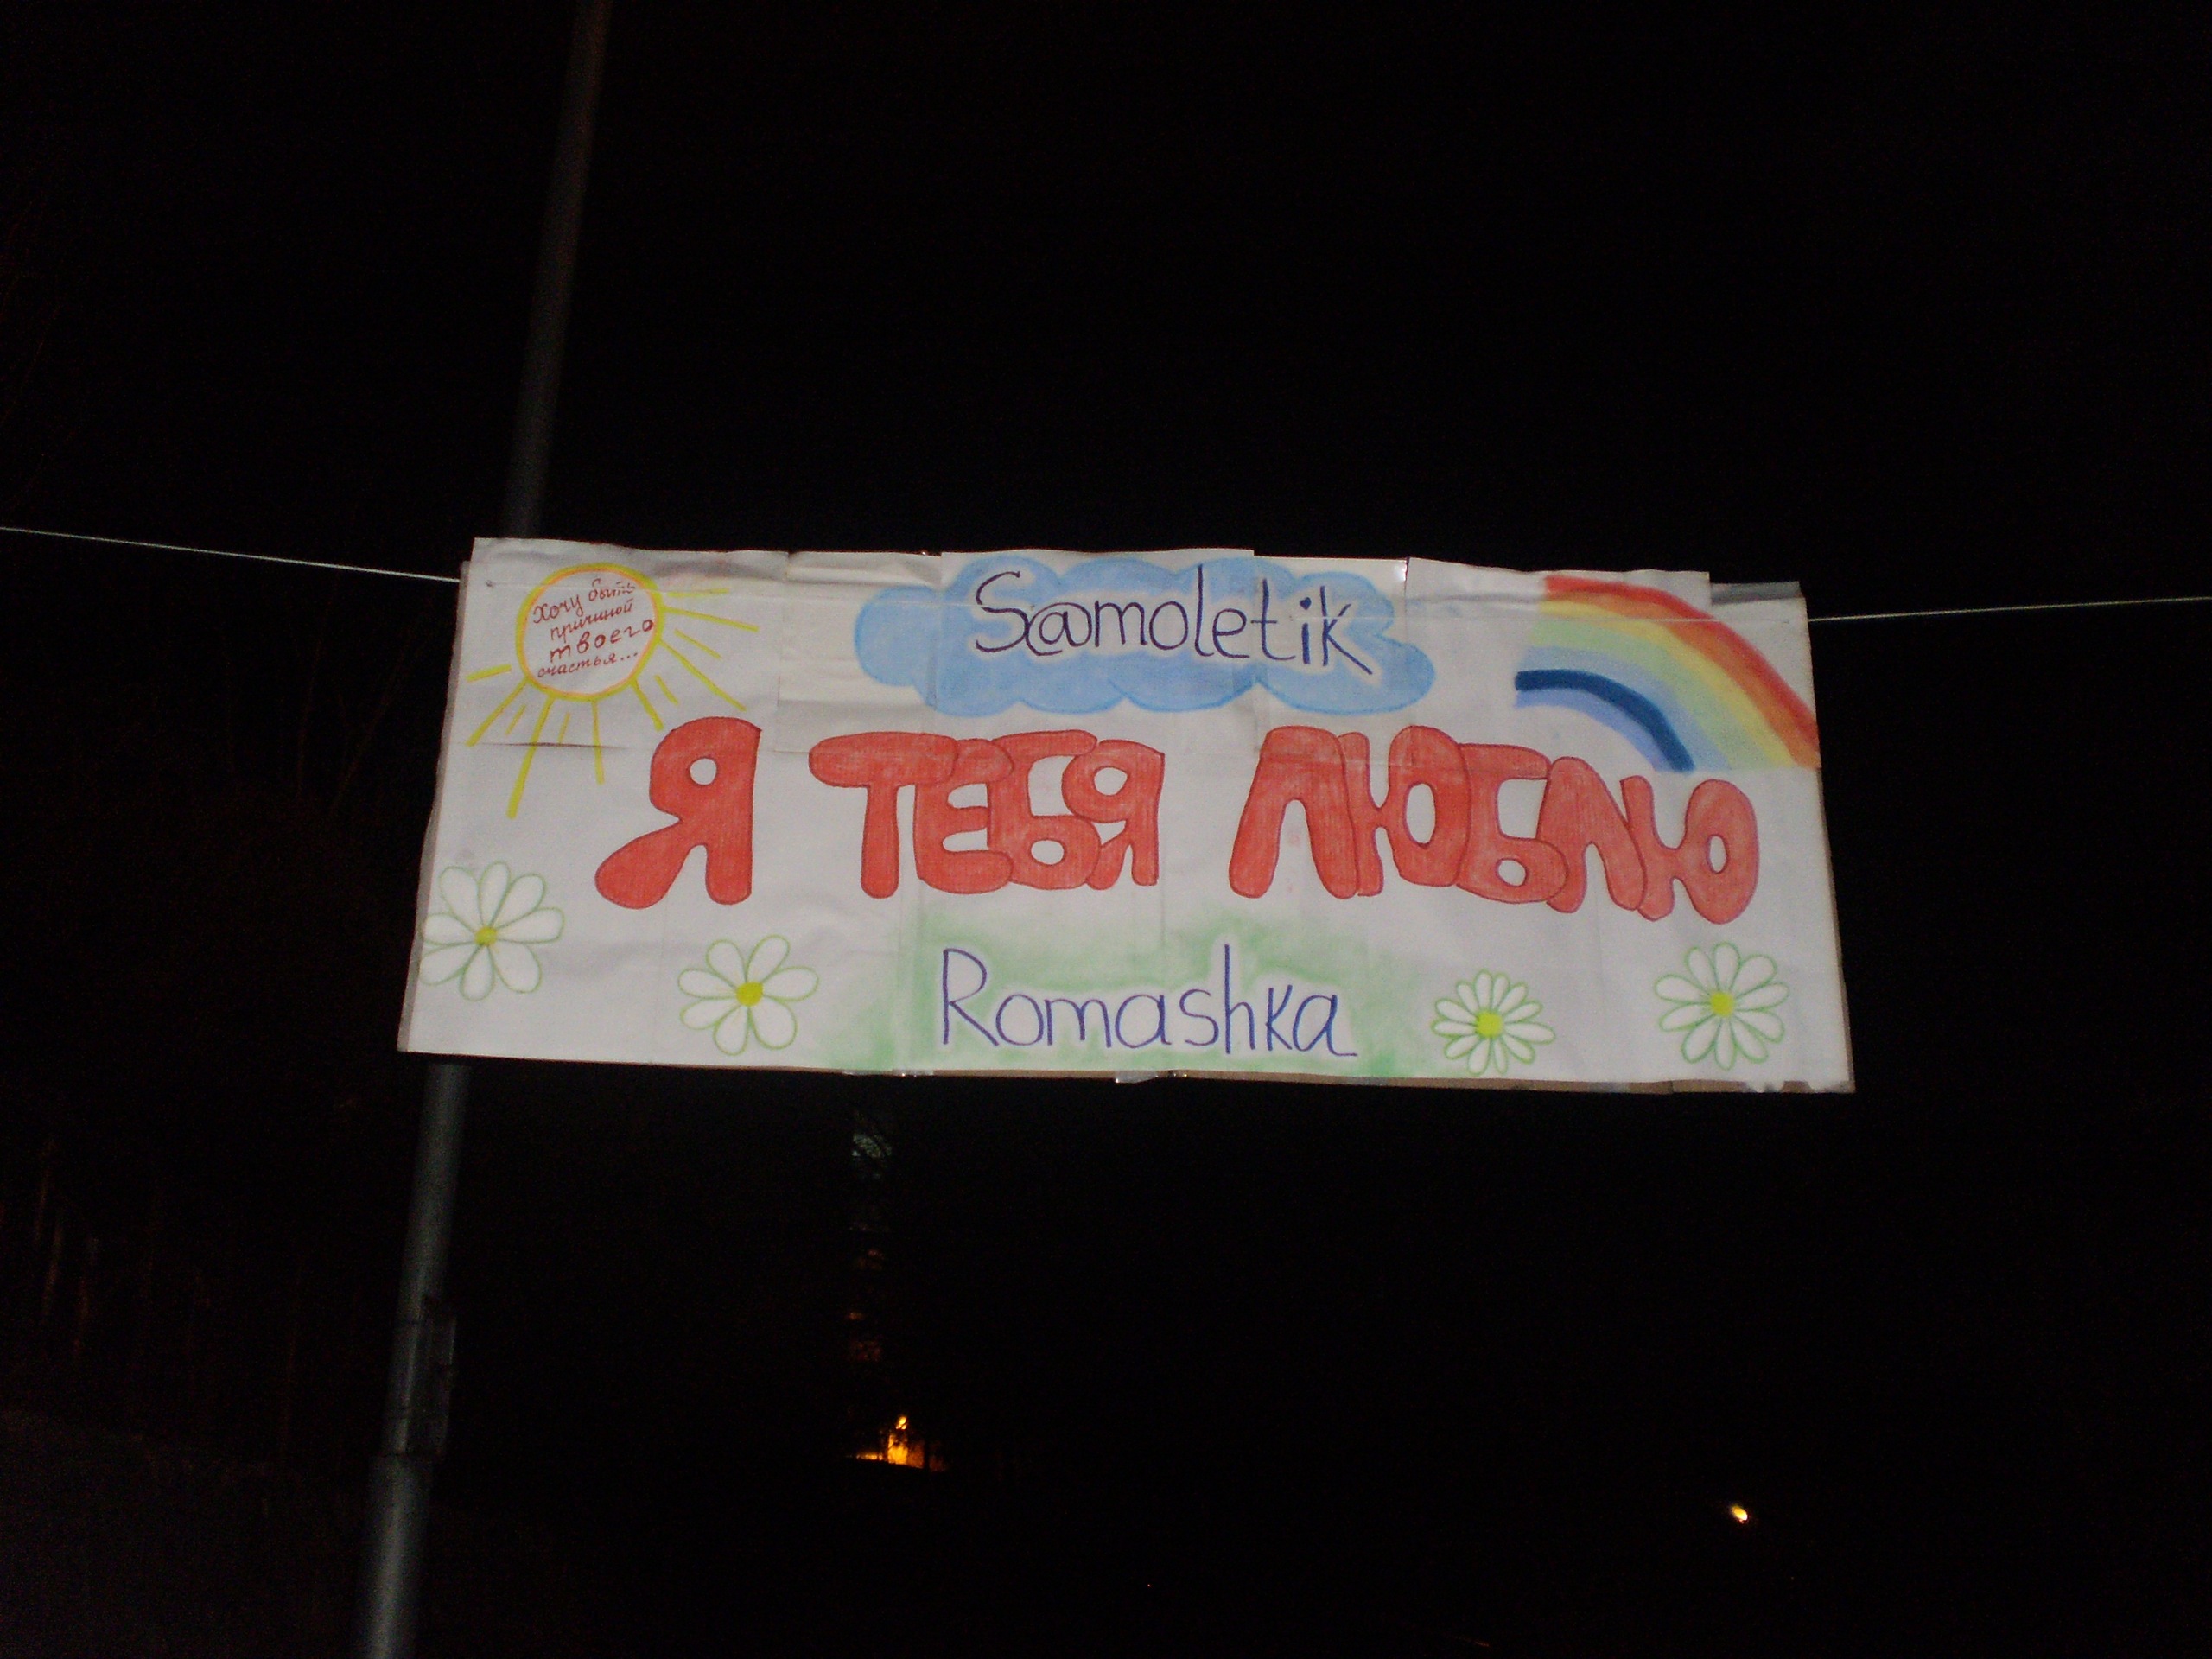 Хочу быть
причиной
твоего
счастья...
S@moletik
Я ТЕБЯ ЛЮБЛЮ
Romashka